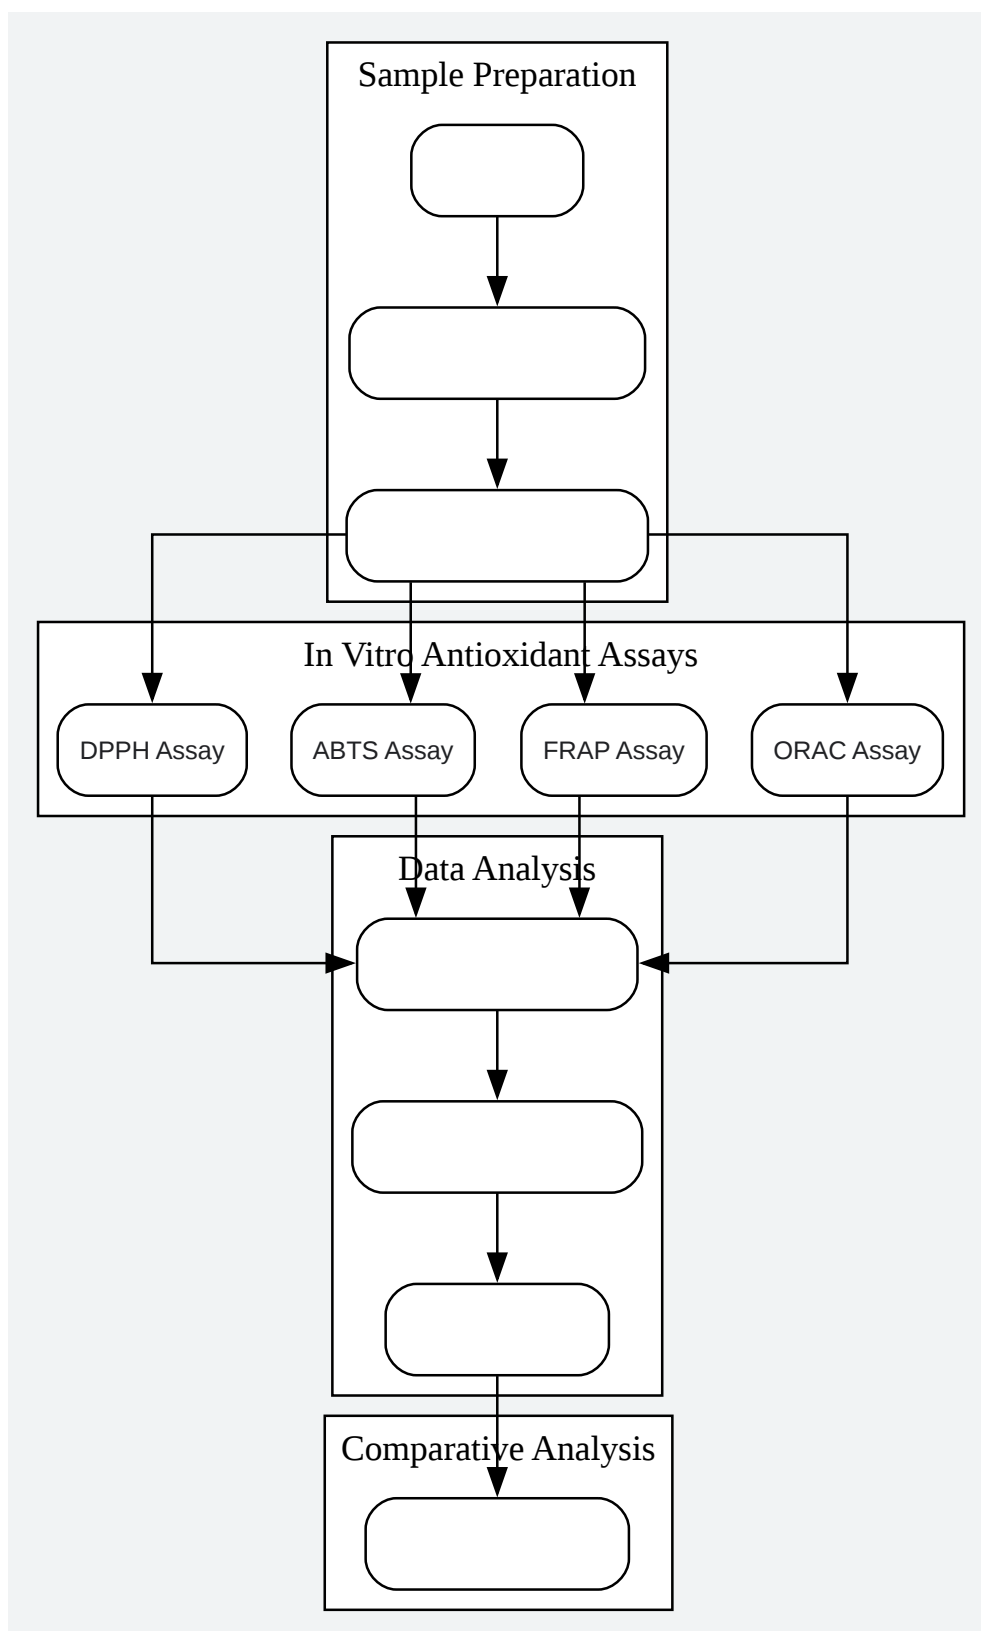 Sample Preparation
In Vitro Antioxidant Assays
DPPH Assay
ABTS Assay
FRAP Assay
ORAC Assay
Data Analysis
Comparative Analysis